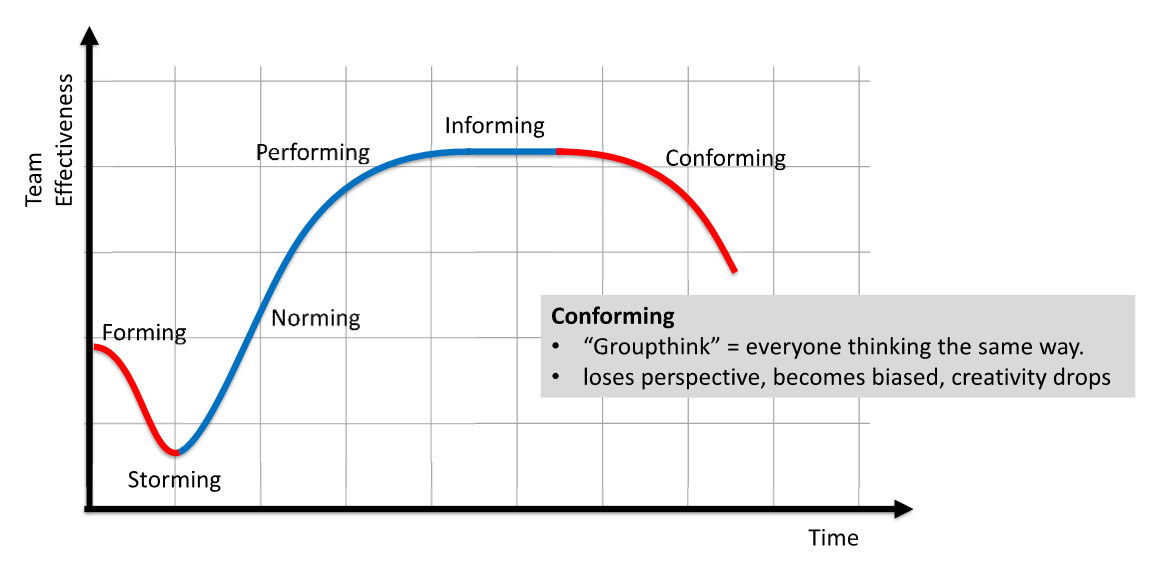 Team
Effectiveness
Informing
Performing
Conforming
Forming
Norming
Storming
Conforming
• “Groupthink” = everyone thinking the same way.
• loses perspective, becomes biased, creativity drops
Time